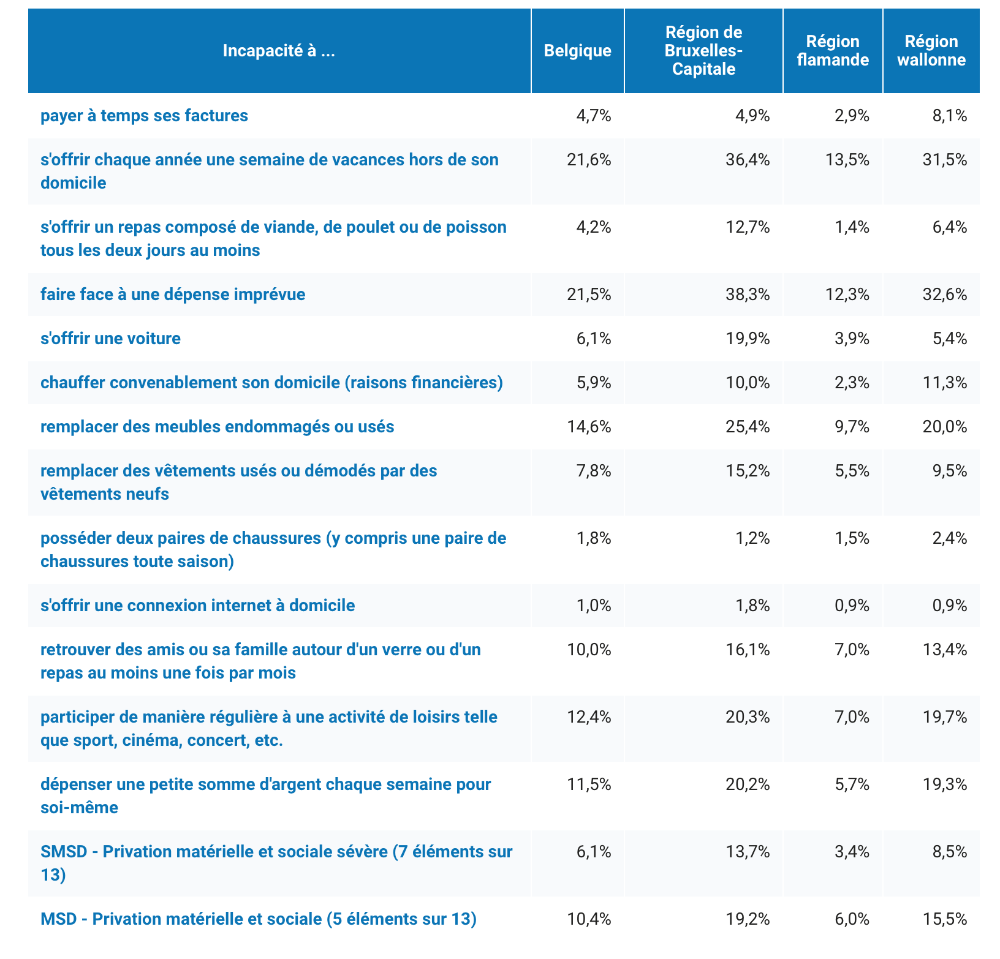 Incapacité à ...
Belgique
Région de
Bruxelles-
Capitale
Région
flamande
Région
wallonne
payer à temps ses factures 4,7% 4,9% 2,9% 8,1%
s'offrir chaque année une semaine de vacances hors de son 21,6% 36,4% 13,5% 31,5%
domicile
s'offrir un repas composé de viande, de poulet ou de poisson 4,2% 12,7% 1,4% 6,4%
tous les deux jours au moins
faire face à une dépense imprévue 21,5% 38,3% 12,3% 32,6%
s'offrir une voiture 6,1% 19,9% 3,9% 5,4%
chauffer convenablement son domicile (raisons financières) 5,9% 10,0% 2,3% 11,3%
remplacer des meubles endommagés ou usés 14,6% 25,4% 9,7% 20,0%
remplacer des vêtements usés ou démodés par des 7,8% 15,2% 5,5% 9,5%
vêtements neufs
posséder deux paires de chaussures (y compris une paire de 1,8% 1,2% 1,5% 2,4%
chaussures toute saison)
s'offrir une connexion internet à domicile 1,0% 1,8% 0,9% 0,9%
retrouver des amis ou sa famille autour d'un verre ou d'un 10,0% 16,1% 7,0% 13,4%
repas au moins une fois par mois
participer de manière régulière à une activité de loisirs telle 12,4% 20,3% 7,0% 19,7%
que sport, cinéma, concert, etc.
dépenser une petite somme d'argent chaque semaine pour 11,5% 20,2% 5,7% 19,3%
soi-même
SMSD - Privation matérielle et sociale sévère (7 éléments sur 6,1% 13,7% 3,4% 8,5%
13)
MSD - Privation matérielle et sociale (5 éléments sur 13) 10,4% 19,2% 6,0% 15,5%